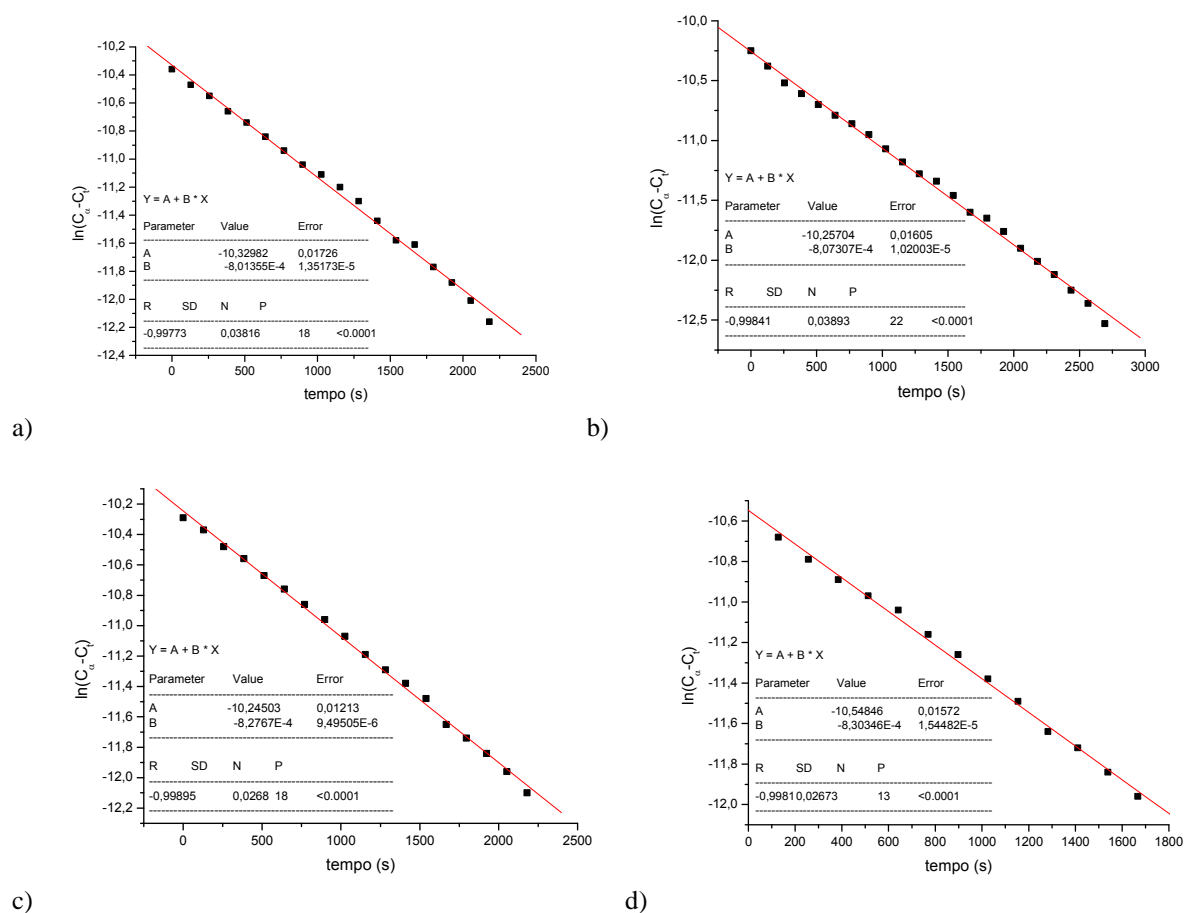 -10,2
-10,4
-10,6
-10,8
-11,0
-11,2
-11,4
-11,6
-11,8
-12,0
-12,2
-12,4
ln(Cα-Ct)
Y = A + B * X
Parameter Value Error
------------------------------------------------------------
A -10,32982 0,01726
B -8,01355E-4 1,35173E-5
------------------------------------------------------------
R SD N P
------------------------------------------------------------
-0,99773 0,03816 18 <0.0001
------------------------------------------------------------
0 500 1000 1500 2000 2500
tempo (s)
a)
-10,0
-10,5
-11,0
-11,5
-12,0
-12,5
ln(Cα-Ct)
Y = A + B * X
Parameter Value Error
------------------------------------------------------------
A -10,25704 0,01605
B -8,07307E-4 1,02003E-5
------------------------------------------------------------
R SD N P
------------------------------------------------------------
-0,99841 0,03893 22 <0.0001
------------------------------------------------------------
0 500 1000 1500 2000 2500 3000
tempo (s)
b)
-10,2
-10,4
-10,6
-10,8
-11,0
-11,2
-11,4
-11,6
-11,8
-12,0
-12,2
ln(Cα-Ct)
Y = A + B * X
Parameter Value Error
------------------------------------------------------------
A -10,24503 0,01213
B -8,2767E-4 9,49505E-6
------------------------------------------------------------
R SD N P
------------------------------------------------------------
-0,99895 0,0268 18 <0.0001
------------------------------------------------------------
0 500 1000 1500 2000 2500
tempo (s)
c)
-10,6
-10,8
-11,0
-11,2
-11,4
-11,6
-11,8
-12,0
ln(Cα-Ct)
Y = A + B * X
Parameter Value Error
------------------------------------------------------------
A -10,54846 0,01572
B -8,30346E-4 1,54482E-5
------------------------------------------------------------
R SD N P
------------------------------------------------------------
-0,9981 0,02673 13 <0.0001
------------------------------------------------------------
0 200 400 600 800 1000 1200 1400 1600 1800
tempo (s)
d)